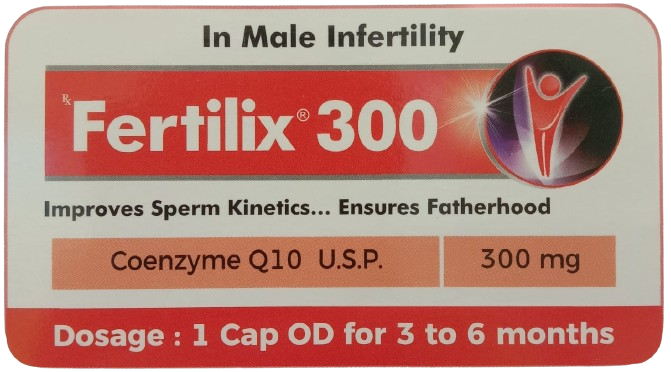 In Male Infertility
Rx Fertilix® 300
Improves Sperm Kinetics... Ensures Fatherhood
Coenzyme Q10 U.S.P. 300 mg
Dosage : 1 Cap OD for 3 to 6 months